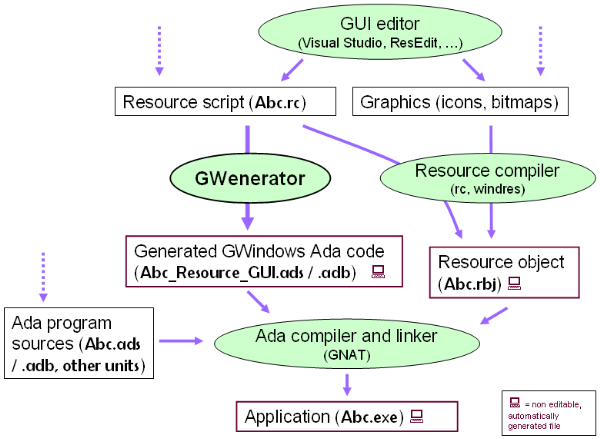 GUI editor
(Visual Studio, ResEdit, ...)
Resource script (Abc.rc)
Graphics (icons, bitmaps)
GWenerator
Resource compiler
(rc, windres)
Generated GWindows Ada code
(Abc_Resource_GUI.ads / .adb)
Resource object
(Abc.rbj)
Ada program
sources (Abc.ads
/ .adb, other units)
Ada compiler and linker
(GNAT)
Application (Abc.exe)
= non editable,
automatically
generated file